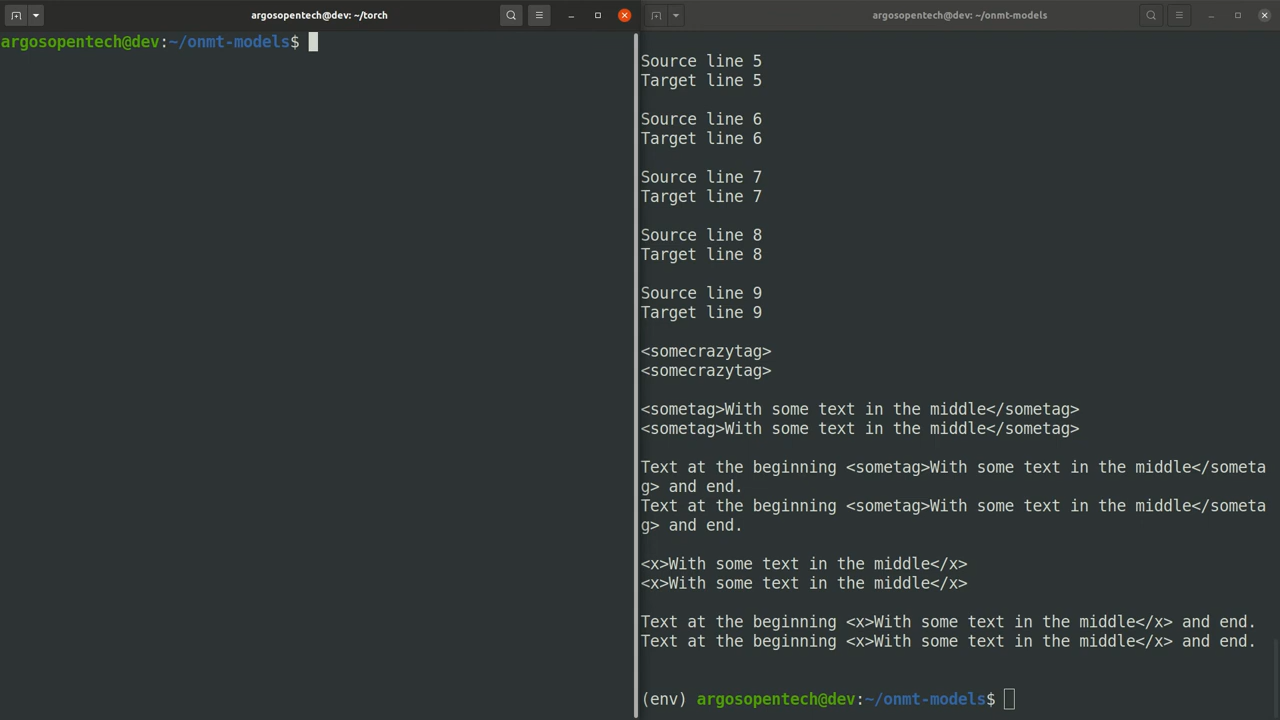 argosopentech@dev: ~/torch
argosopentech@dev:~/onmt-models$
argosopentech@dev: ~/onmt-models
Source line 5
Target line 5
Source line 6
Target line 6
Source line 7
Target line 7
Source line 8
Target line 8
Source line 9
Target line 9
<somecrazytag>
<somecrazytag>
<sometag>With some text in the middle</sometag>
<sometag>With some text in the middle</sometag>
Text at the beginning <sometag>With some text in the middle</someta
g> and end.
Text at the beginning <sometag>With some text in the middle</someta
g> and end.
<x>With some text in the middle</x>
<x>With some text in the middle</x>
Text at the beginning <x>With some text in the middle</x> and end.
Text at the beginning <x>With some text in the middle</x> and end.
(env) argosopentech@dev:~/onmt-models$